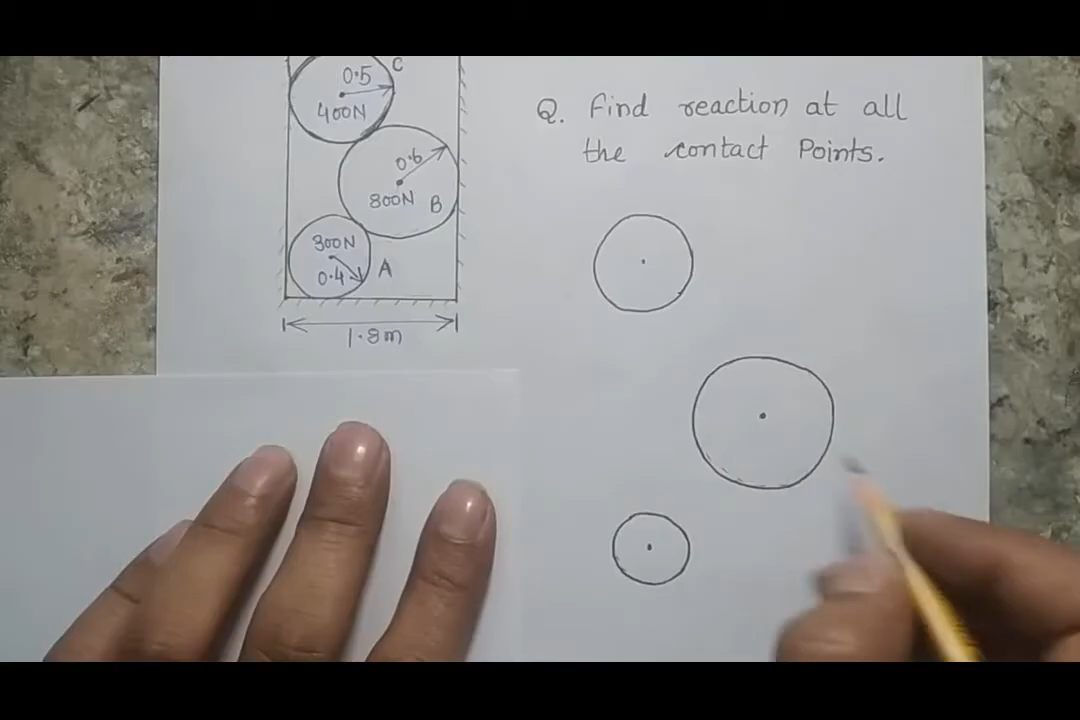 C
0.5
400N
0.6
800N B
300N
0.4 A
1.8m
Q. Find reaction at all
the contact Points.